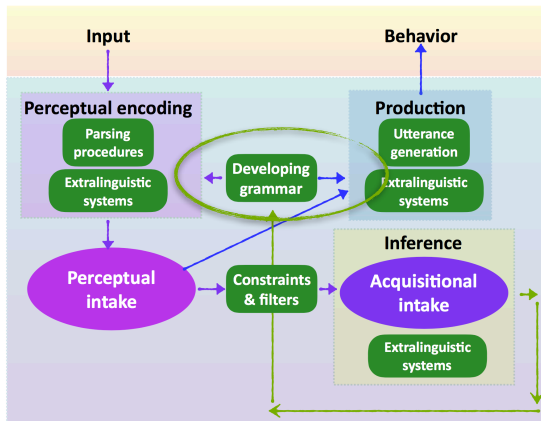 Input
Behavior
Perceptual encoding
Parsing
procedures
Extralinguistic
systems
Developing
grammar
Production
Utterance
generation
Extralinguistic
systems
Perceptual
intake
Constraints
& filters
Inference
Acquisitional
intake
Extralinguistic
systems